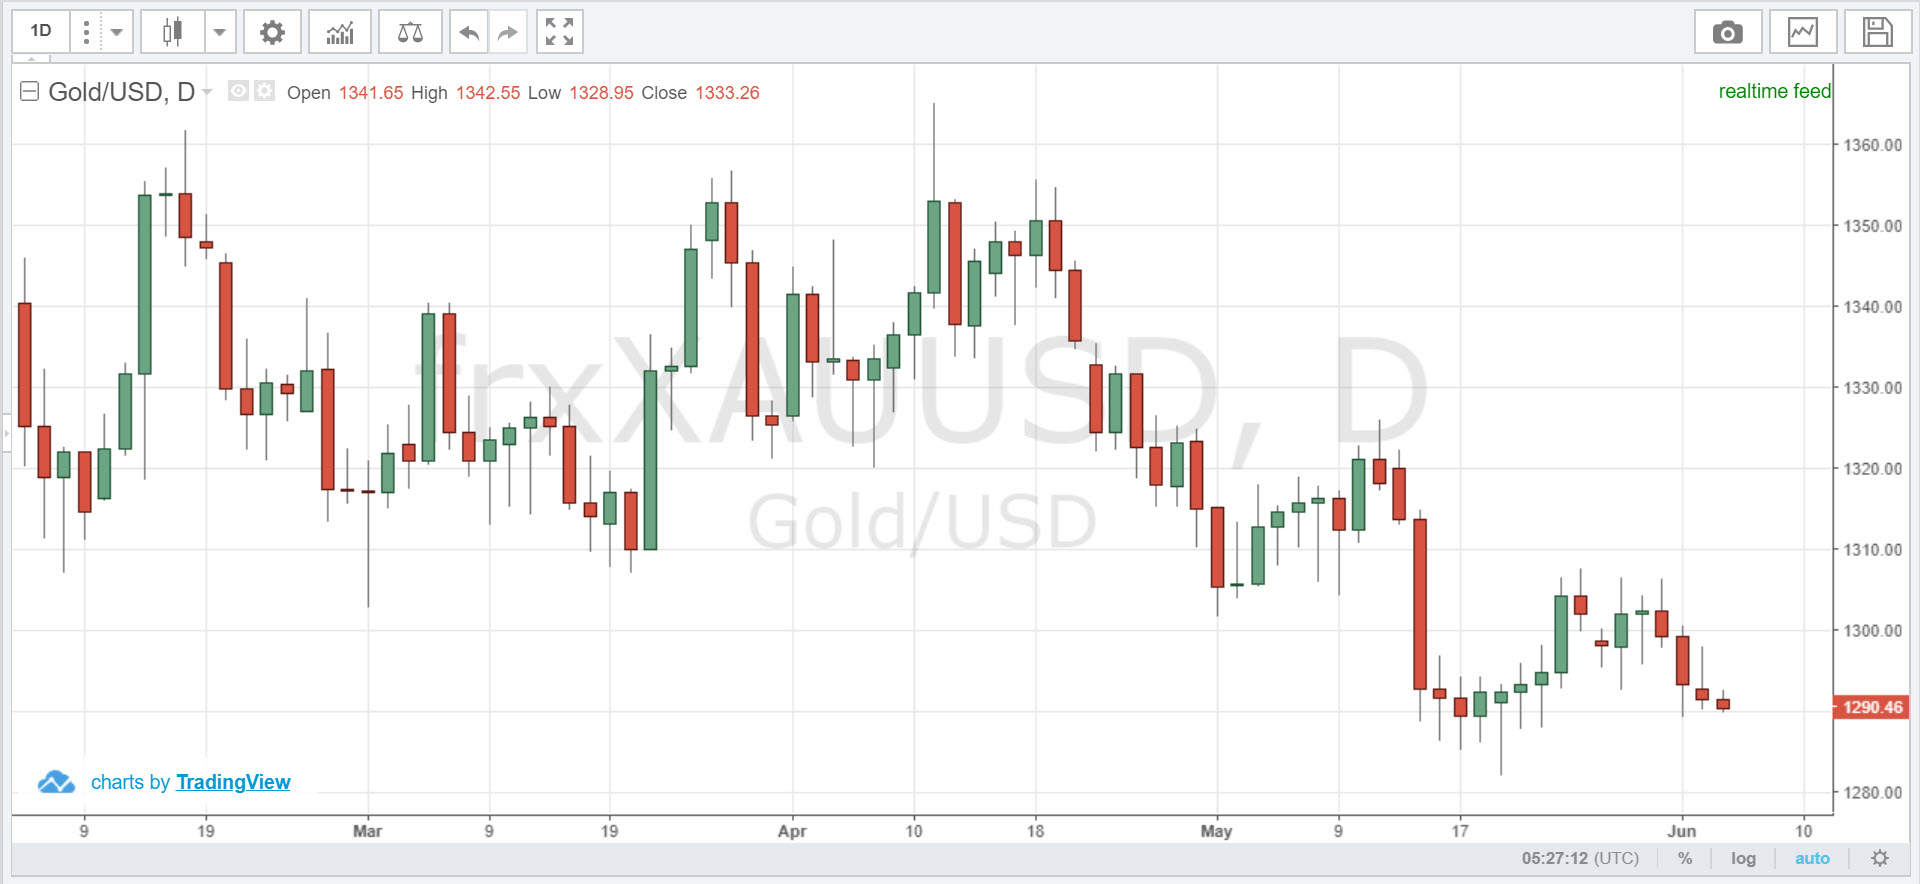 1D
Gold/USD, D Open 1341.65 High 1342.55 Low 1328.95 Close 1333.26
realtime feed
1360.00
1350.00
1340.00
1330.00
1320.00
1310.00
1300.00
1290.46
1280.00
frxXAUUSD, D
Gold/USD
charts by TradingView
9 19 Mar 9 19 Apr 10 18 May 9 17 Jun 10
05:27:12 (UTC) % log auto